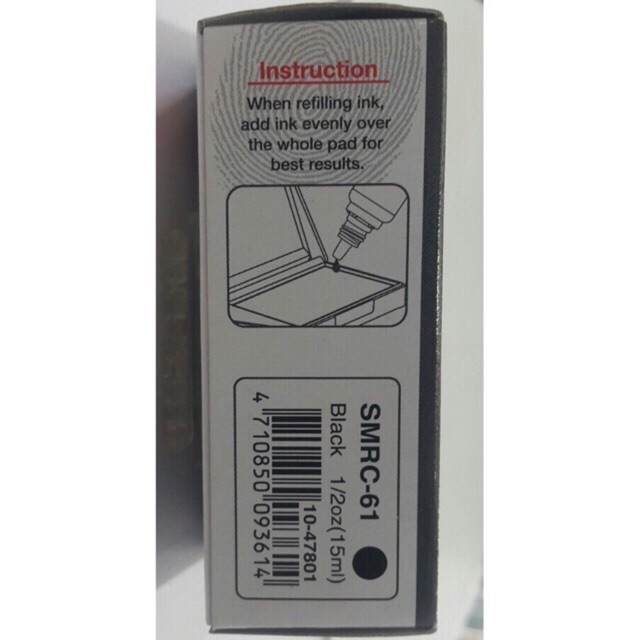 Instruction
When refilling ink,
add ink evenly over
the whole pad for
best results.
SMRC-61
Black 1/2oz(15ml)
10-47801
4 710850 093614